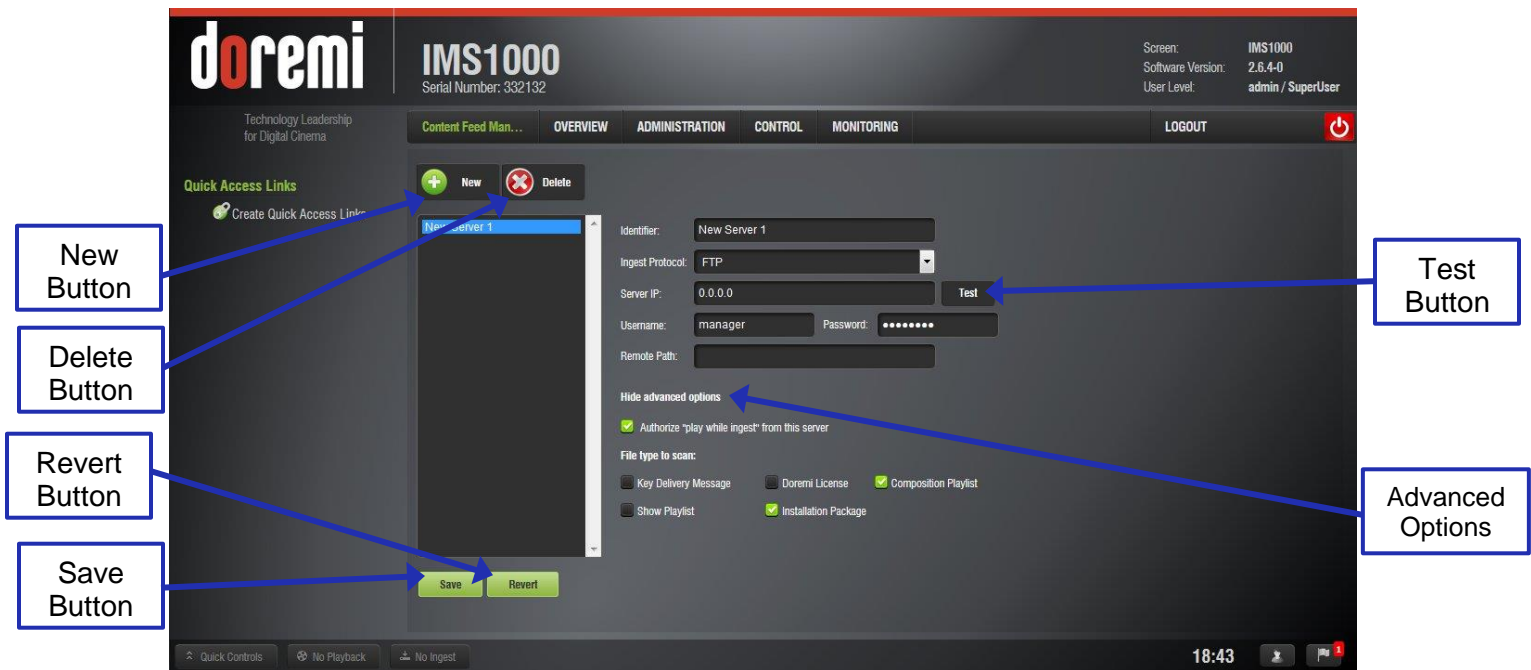 doremi
Technology Leadership
for Digital Cinema
IMS1000
Serial Number: 332132
Screen: IMS1000
Software Version: 2.6.4-0
User Level: admin / SuperUser
Content Feed Man... OVERVIEW ADMINISTRATION CONTROL MONITORING LOGOUT
Quick Access Links
Create Quick Access Links
New Delete
New Server 1
Identifier: New Server 1
Ingest Protocol: FTP
Server IP: 0.0.0.0 Test
Username: manager Password: ••••••••
Remote Path:
Hide advanced options
Authorize "play while ingest" from this server
File type to scan:
Key Delivery Message Doremi License Composition Playlist
Show Playlist Installation Package
Save Revert
Quick Controls No Playback No Ingest 18:43 1
New
Button
Delete
Button
Revert
Button
Save
Button
Test
Button
Advanced
Options